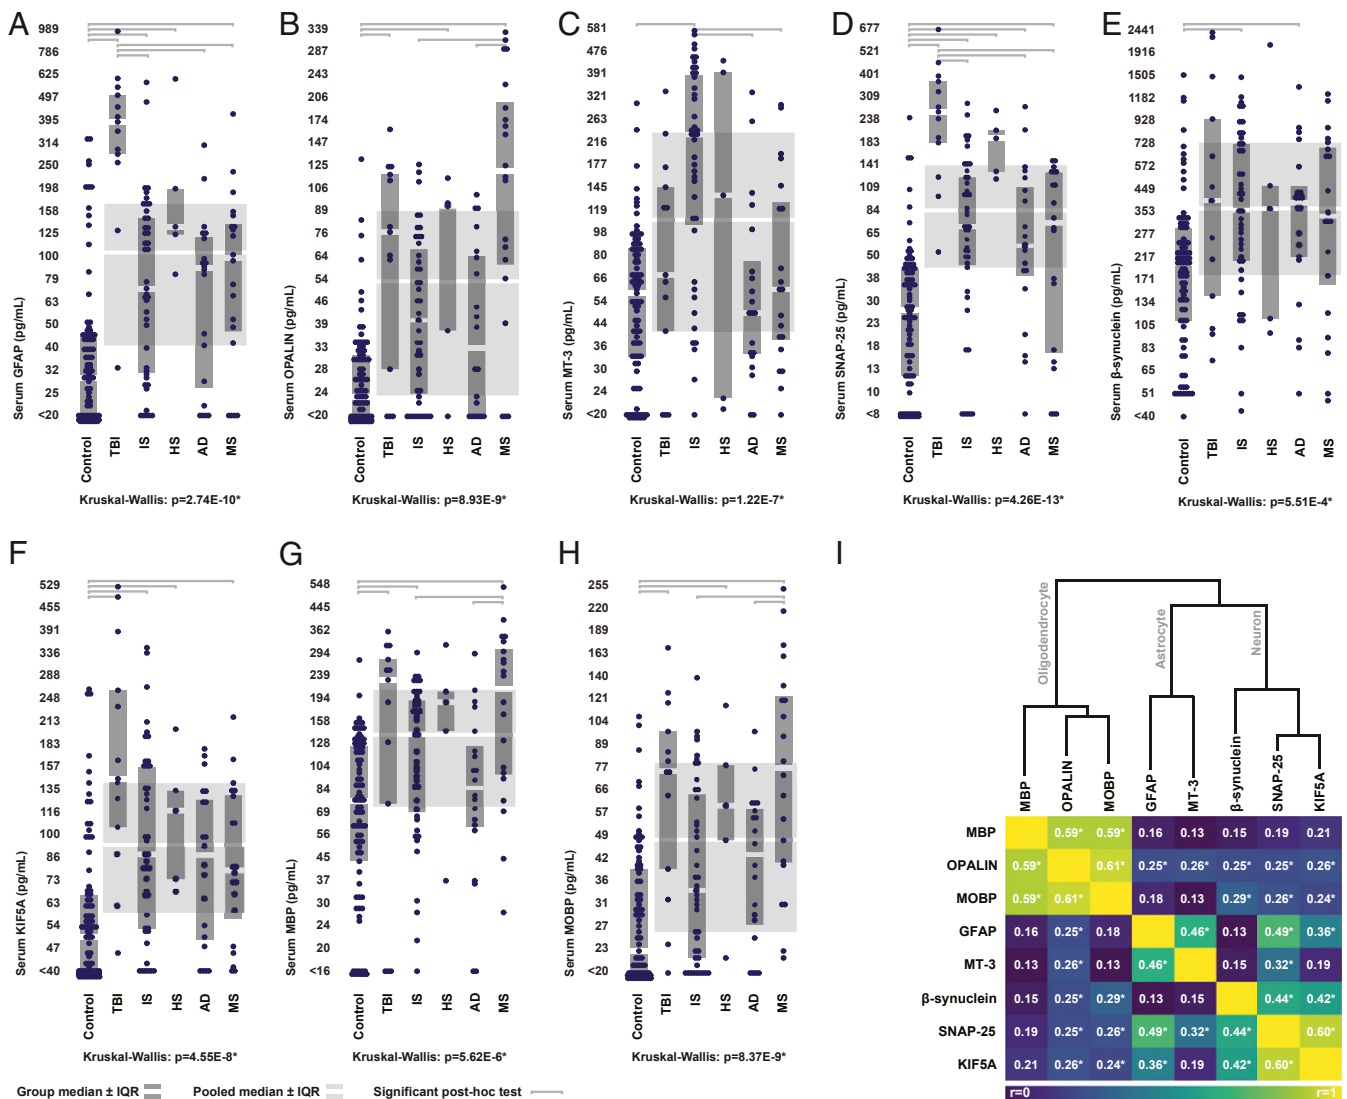 A
989
786
625
497
395
314
250
198
158
125
100
79
63
50
40
32
25
<20
Serum GFAP (pg/mL)
Control
TBI
IS
HS
AD
MS
Kruskal-Wallis: p=2.74E-10*
B
339
287
243
206
174
147
125
106
89
76
64
54
46
39
33
28
24
<20
Serum OPALIN (pg/mL)
Control
TBI
IS
HS
AD
MS
Kruskal-Wallis: p=8.93E-9*
C
581
476
391
321
263
216
177
145
119
98
80
66
54
44
36
30
24
<20
Serum MT-3 (pg/mL)
Control
TBI
IS
HS
AD
MS
Kruskal-Wallis: p=1.22E-7*
D
677
521
401
309
238
183
141
109
84
65
50
38
30
23
18
13
10
<8
Serum SNAP-25 (pg/mL)
Control
TBI
IS
HS
AD
MS
Kruskal-Wallis: p=4.26E-13*
E
2441
1916
1505
1182
928
728
572
449
353
277
217
171
134
105
83
65
51
<40
Serum β-synuclein (pg/mL)
Control
TBI
IS
HS
AD
MS
Kruskal-Wallis: p=5.51E-4*
F
529
455
391
336
288
248
213
183
157
135
116
100
86
73
63
54
47
<40
Serum KIF5A (pg/mL)
Control
TBI
IS
HS
AD
MS
Kruskal-Wallis: p=4.55E-8*
G
548
445
362
294
239
194
158
128
104
84
69
56
45
37
30
24
20
<16
Serum MBP (pg/mL)
Control
TBI
IS
HS
AD
MS
Kruskal-Wallis: p=5.62E-6*
H
255
220
189
163
140
121
104
89
77
66
57
49
42
36
31
27
23
<20
Serum MOBP (pg/mL)
Control
TBI
IS
HS
AD
MS
Kruskal-Wallis: p=8.37E-9*
I
Oligodendrocyte
Astrocyte
Neuron
MBP
OPALIN
MOBP
GFAP
MT-3
β-synuclein
SNAP-25
KIF5A
MBP 0.59* 0.59* 0.16 0.13 0.15 0.19 0.21
OPALIN 0.59* 0.61* 0.25* 0.26* 0.25* 0.25* 0.26*
MOBP 0.59* 0.61* 0.18 0.13 0.29* 0.26* 0.24*
GFAP 0.16 0.25* 0.18 0.46* 0.13 0.49* 0.36*
MT-3 0.13 0.26* 0.13 0.46* 0.15 0.32* 0.19
β-synuclein 0.15 0.25* 0.29* 0.13 0.15 0.44* 0.42*
SNAP-25 0.19 0.25* 0.26* 0.49* 0.32* 0.44* 0.60*
KIF5A 0.21 0.26* 0.24* 0.36* 0.19 0.42* 0.60*
r=0 r=1
Group median ± IQR Pooled median ± IQR Significant post-hoc test